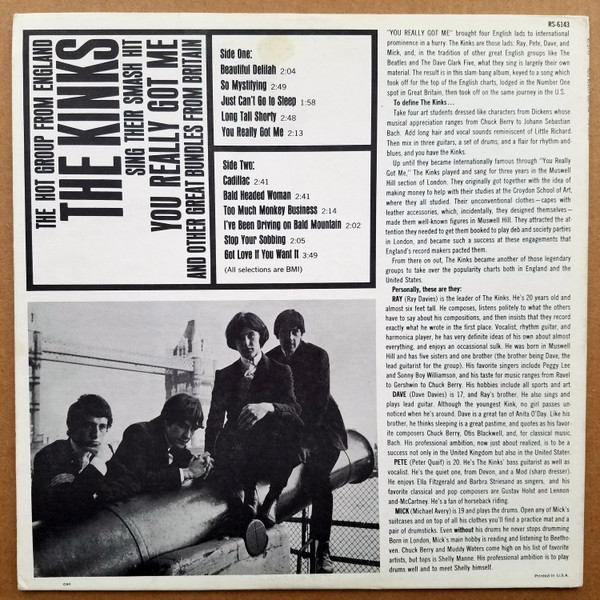 RS-6143
THE HOT GROUP FROM ENGLAND
THE KINKS
SING THEIR SMASH HIT
YOU REALLY GOT ME
AND OTHER GREAT BUNDLES FROM BRITAIN
Side One:
Beautiful Delilah 2:04
So Mystifying 2:49
Just Can't Go to Sleep 1:58
Long Tall Shorty 2:48
You Really Got Me 2:13
Side Two:
Cadillac 2:41
Bald Headed Woman 2:41
Too Much Monkey Business 2:14
I've Been Driving on Bald Mountain 2:02
Stop Your Sobbing 2:05
Got Love If You Want It 3:49
(All selections are BMI)
"YOU REALLY GOT ME" brought four English lads to international
prominence in a hurry. The Kinks are those lads: Ray, Pete, Dave, and
Mick, and, in the tradition of other great English groups like The
Beatles and The Dave Clark Five, what they sing is largely their own
material. The result is in this slam bang album, keyed to a song which
took off for the top of the English charts, lodged in the Number One
spot in Great Britain, then took off on the same journey in the U.S.
To define The Kinks...
Take four art students dressed like characters from Dickens whose
musical appreciation ranges from Chuck Berry to Johann Sebastian
Bach. Add long hair and vocal sounds reminiscent of Little Richard.
Then mix in three guitars, a set of drums, and a flair for rhythm and
blues, and you have the Kinks.
Up until they became internationally famous through "You Really
Got Me," The Kinks played and sang for three years in the Muswell
Hill section of London. They originally got together with the idea of
making money to help with their studies at the Croydon School of Art,
where they all studied. Their unconventional clothes—capes with
leather accessories, which, incidentally, they designed themselves—
made them well-known figures in Muswell Hill. They attracted the at-
tention they needed to get them booked to play deb and society parties
in London, and became such a success at these engagements that
England's record makers pacted them.
From there on out, The Kinks became another of those legendary
groups to take over the popularity charts both in England and the
United States.
Personally, these are they:
RAY (Ray Davies) is the leader of The Kinks. He's 20 years old and
almost six feet tall. He composes, listens politely to what the others
have to say about his compositions, and then insists that they record
exactly what he wrote in the first place. Vocalist, rhythm guitar, and
harmonica player, he has very definite ideas of his own about almost
everything, and enjoys an occasional sulk. He was born in Muswell
Hill and has five sisters and one brother (the brother being Dave, the
lead guitarist for the group). His favorite singers include Peggy Lee
and Sonny Boy Williamson, and his taste for music ranges from Ravel
to Gershwin to Chuck Berry. His hobbies include all sports and art
DAVE (Dave Davies) is 17, and Ray's brother. He also sings and
plays lead guitar. Although the youngest Kink, no girl passes un-
noticed when he's around. Dave is a great fan of Anita O'Day. Like his
brother, he thinks sleeping is a great pastime, and quotes as his favor-
ite composers Chuck Berry, Otis Blackwell, and, for classical music,
Bach. His professional ambition, now just about realized, is to be a
success not only in the United Kingdom but also in the United States.
PETE (Peter Quaif) is 20. He's The Kinks' bass guitarist as well as
vocalist. He's the quiet one, from Devon, and a Mod (sharp dresser).
He enjoys Ella Fitzgerald and Barbra Striesand as singers, and his
favorite classical and pop composers are Gustav Holst and Lennon
and McCartney. He's a fan of horseback riding.
MICK (Michael Avery) is 19 and plays the drums. Open any of Mick's
suitcases and on top of all his clothes you'll find a practice mat and a
pair of drumsticks. Even without his drums he never stops drumming
Born in London, Mick's main hobby is reading and listening to Beetho-
ven. Chuck Berry and Muddy Waters come high on his list of favorite
artists, but tops is Shelly Manne. His professional ambition is to play
drums well and to meet Shelly himself.
Printed in U.S.A.